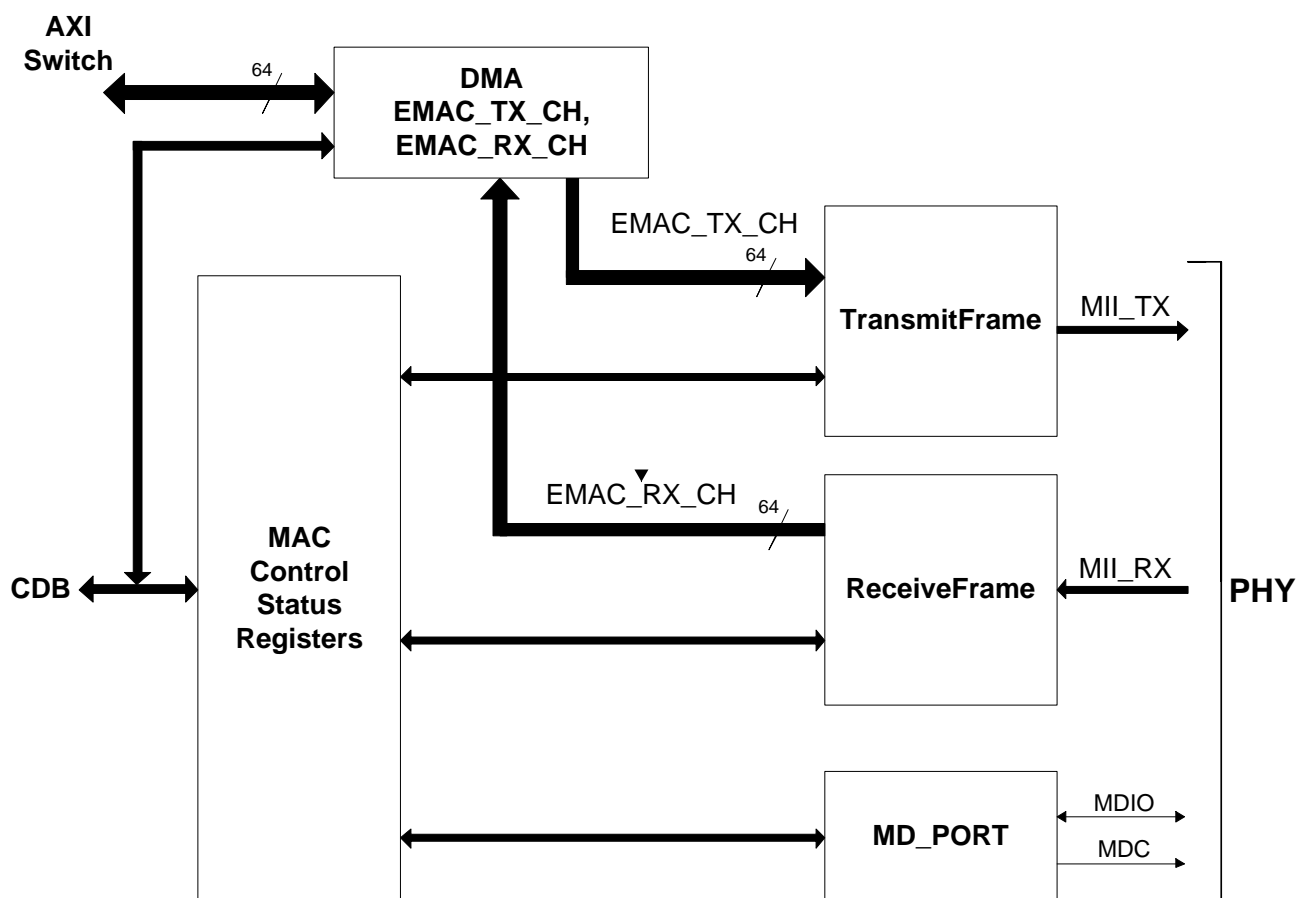 AXI
Switch
64
DMA
EMAC_TX_CH,
EMAC_RX_CH
EMAC_TX_CH
64
TransmitFrame
MII_TX
EMAC_RX_CH
64
MAC
Control
Status
Registers
CDB
ReceiveFrame
MII_RX
PHY
MD_PORT
MDIO
MDC